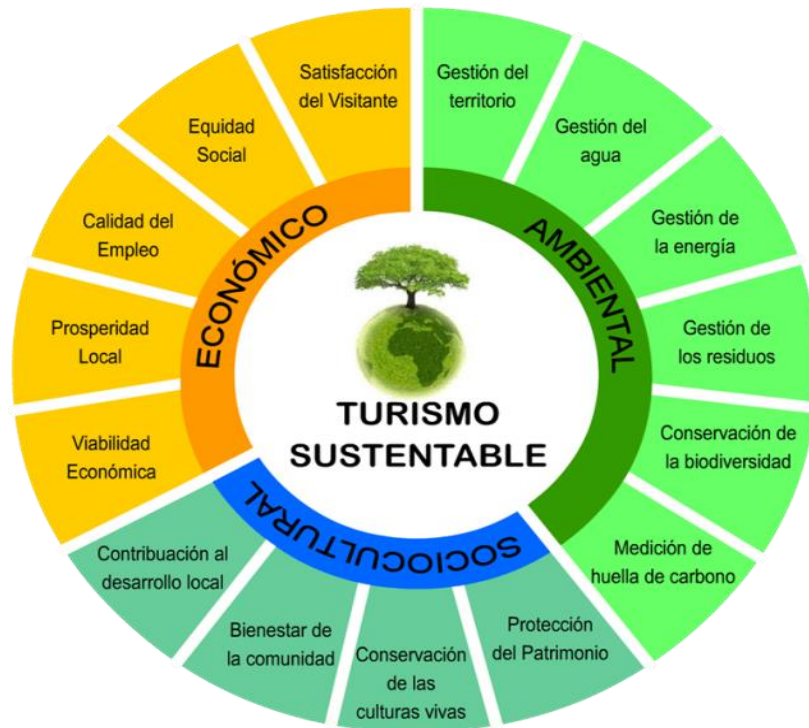 Satisfacción
del Visitante
Equidad
Social
Calidad del
Empleo
Prosperidad
Local
Viabilidad
Económica
ECONÓMICO
Gestión del
territorio
Gestión del
agua
Gestión de
la energía
Gestión de
los residuos
Conservación de
la biodiversidad
Medición de
huella de carbono
AMBIENTAL
TURISMO
SUSTENTABLE
SOCIOCULTURAL
Contribuación al
desarrollo local
Bienestar de
la comunidad
Conservación
de las
culturas vivas
Protección
del Patrimonio